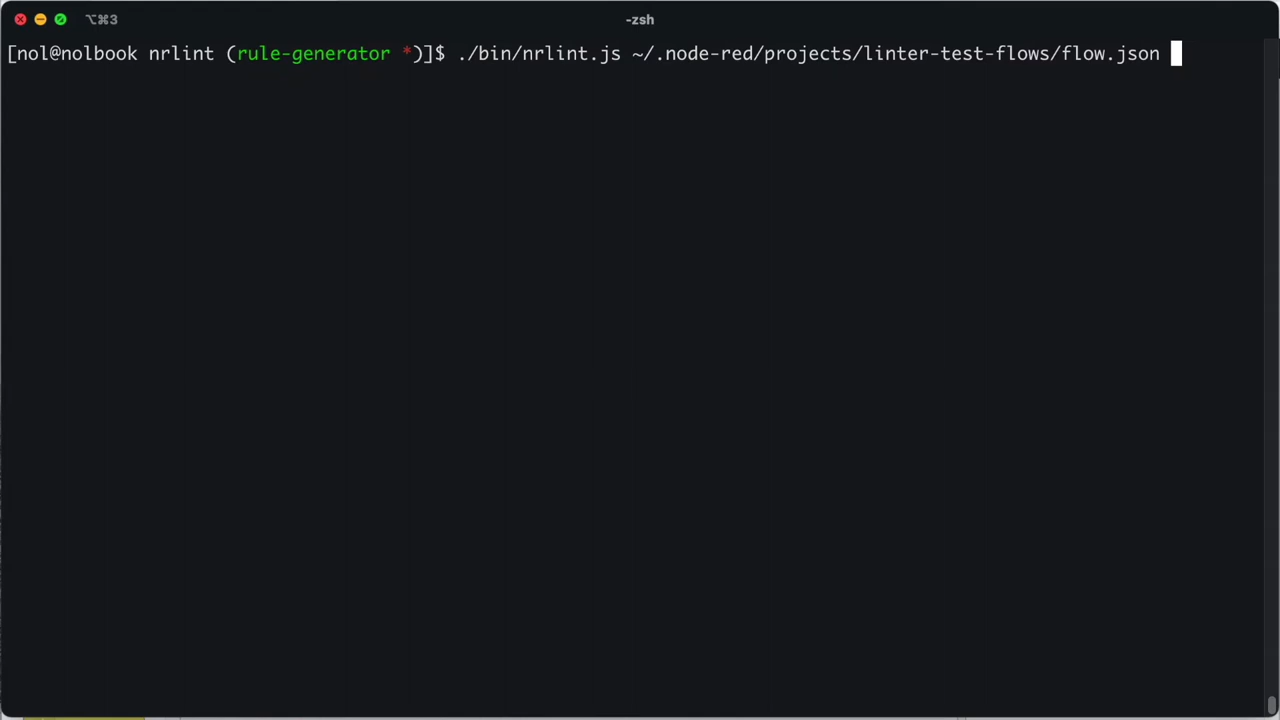 ⌥⌘3
-zsh
[nol@nolbook nrlint (rule-generator *)]$ ./bin/nrlint.js ~/.node-red/projects/linter-test-flows/flow.json